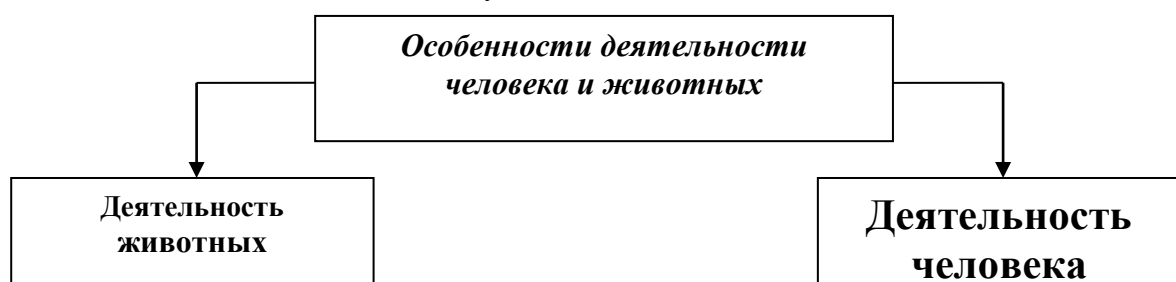 Особенности деятельности
человека и животных
Деятельность
животных
Деятельность
человека